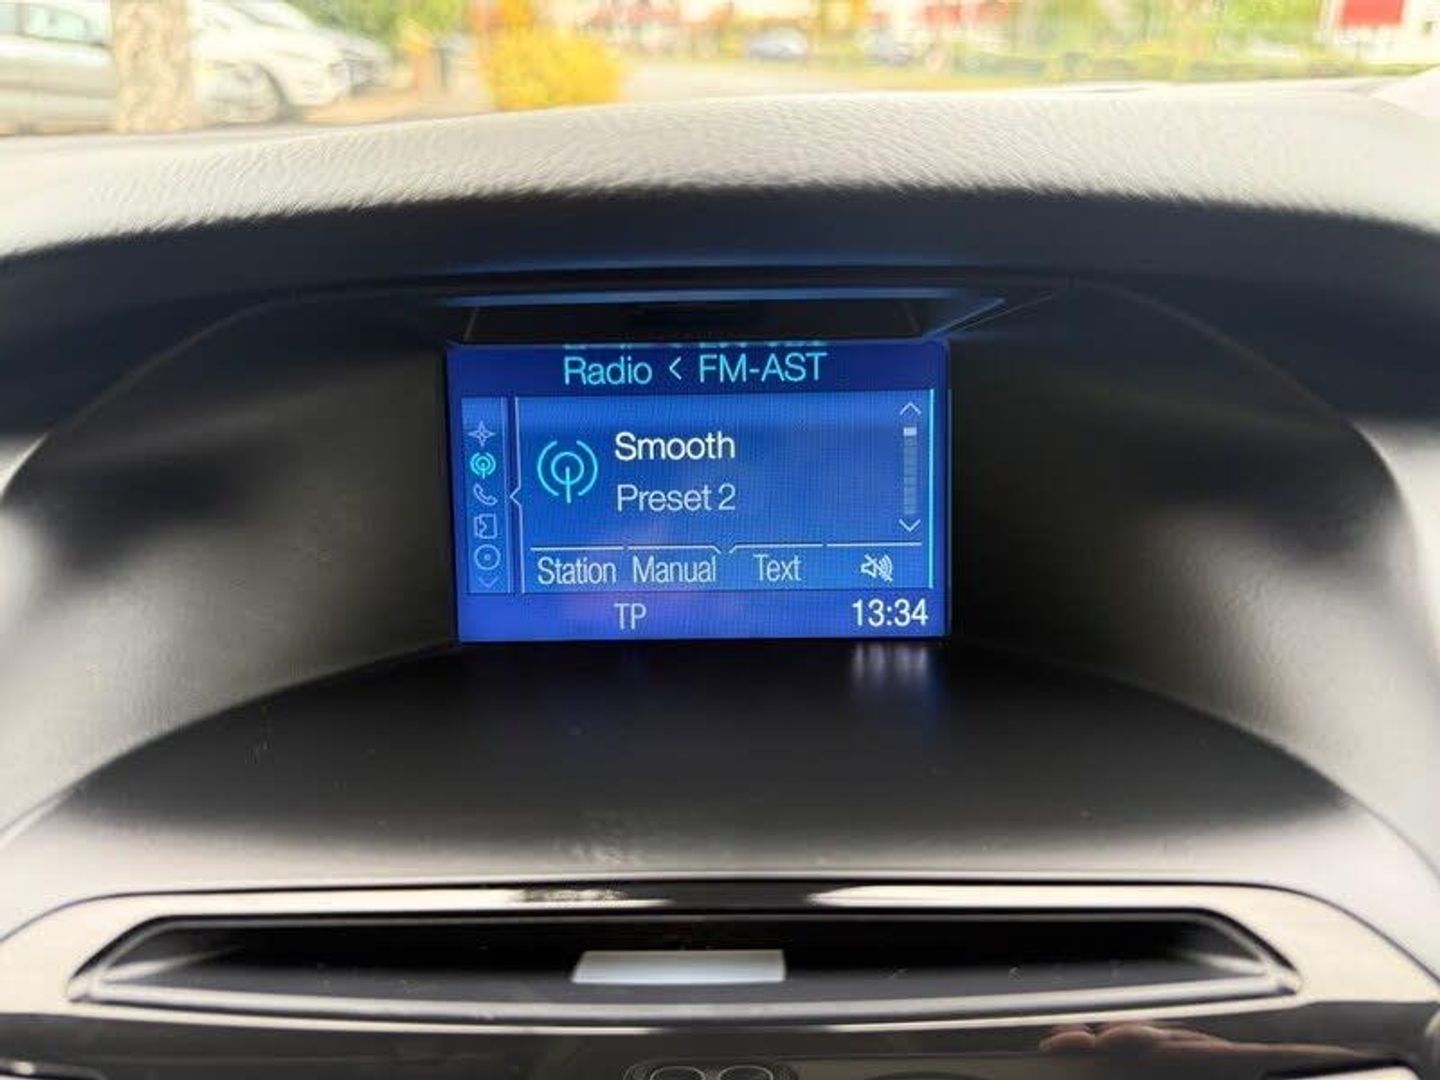 Radio < FM-AST
Smooth
Preset 2
Station Manual Text
TP 13:34